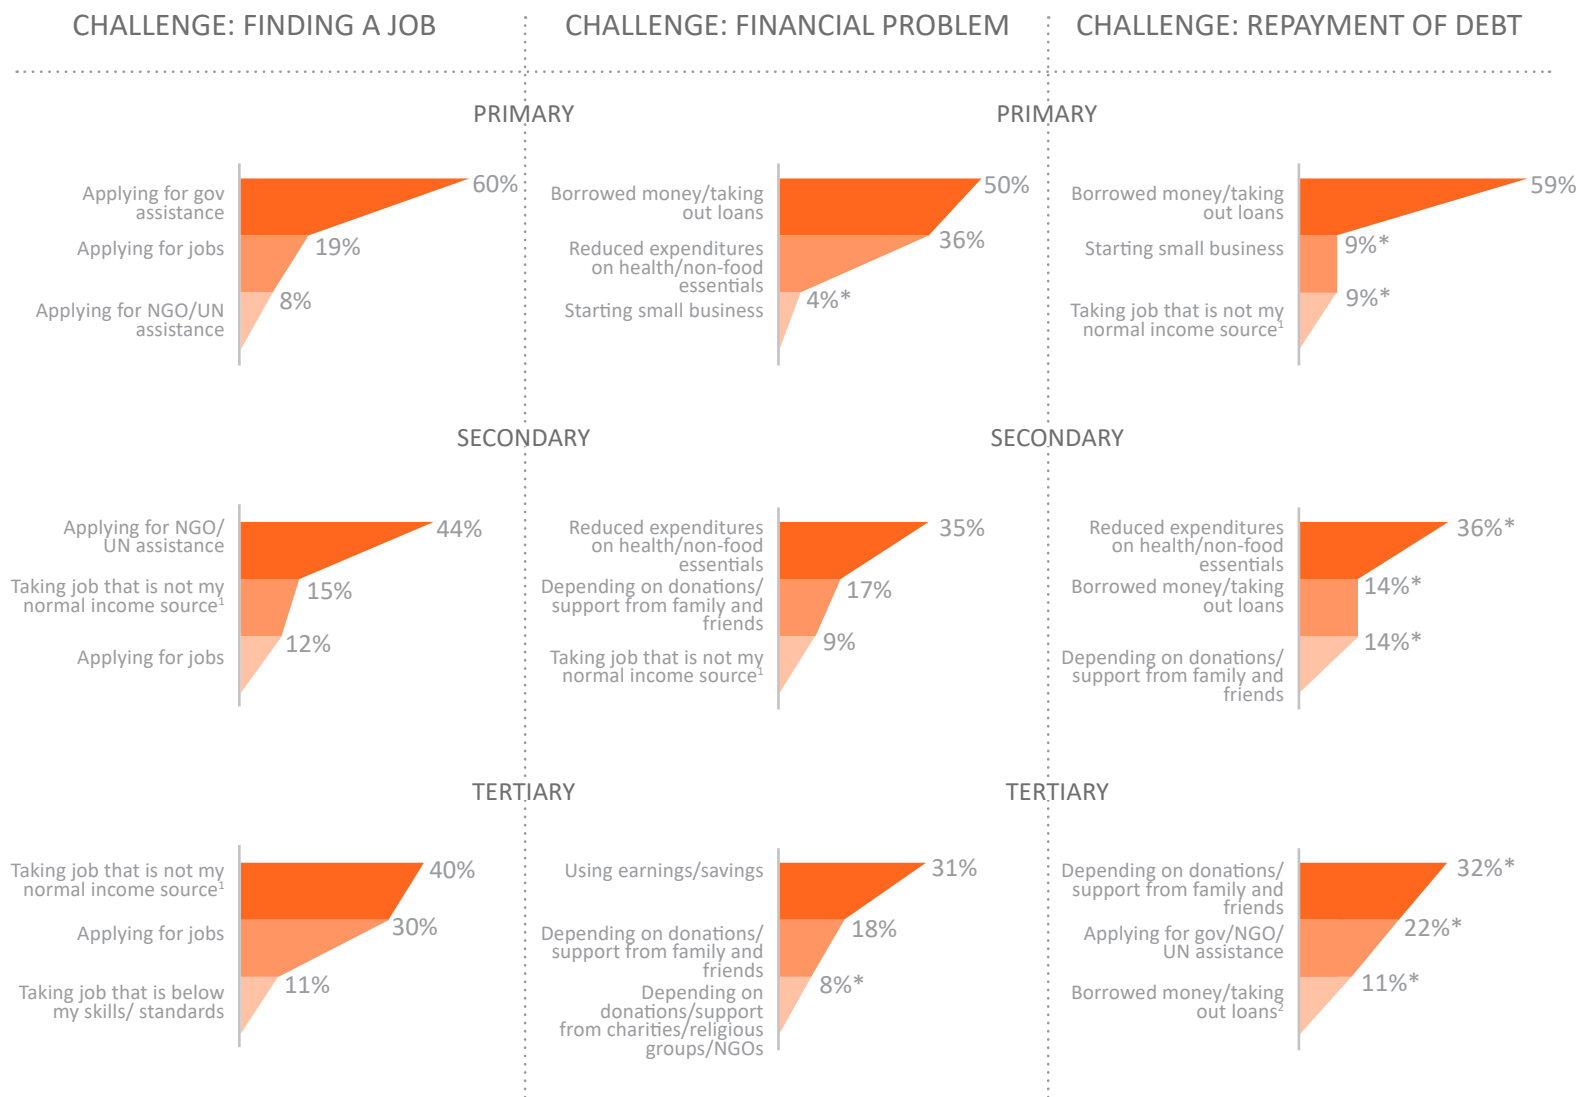 CHALLENGE: FINDING A JOB
CHALLENGE: FINANCIAL PROBLEM
CHALLENGE: REPAYMENT OF DEBT
PRIMARY
PRIMARY
Applying for gov
assistance
60%
Applying for jobs
19%
Applying for NGO/UN
assistance
8%
Borrowed money/taking
out loans
50%
Reduced expenditures
on health/non-food
essentials
36%
Starting small business
4%*
Borrowed money/taking
out loans
59%
Starting small business
9%*
Taking job that is not my
normal income source¹
9%*
SECONDARY
SECONDARY
Applying for NGO/
UN assistance
44%
Taking job that is not my
normal income source¹
15%
Applying for jobs
12%
Reduced expenditures
on health/non-food
essentials
35%
Depending on donations/
support from family and
friends
17%
Taking job that is not my
normal income source¹
9%
Reduced expenditures
on health/non-food
essentials
36%*
Borrowed money/taking
out loans
14%*
Depending on donations/
support from family and
friends
14%*
TERTIARY
TERTIARY
Taking job that is not my
normal income source¹
40%
Applying for jobs
30%
Taking job that is below
my skills/ standards
11%
Using earnings/savings
31%
Depending on donations/
support from family and
friends
18%
Depending on
donations/support
from charities/religious
groups/NGOs
8%*
Depending on donations/
support from family and
friends
32%*
Applying for gov/NGO/
UN assistance
22%*
Borrowed money/taking
out loans²
11%*